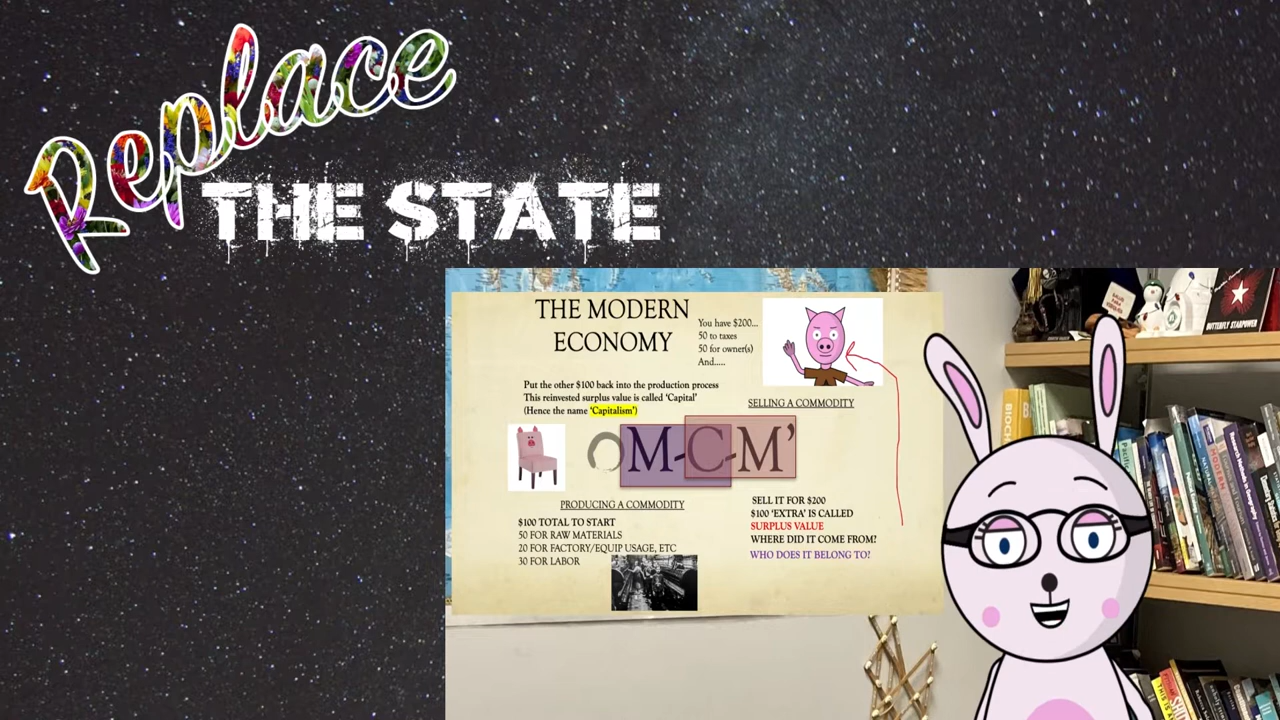 Replace
THE STATE
THE MODERN
ECONOMY
You have $200...
50 to taxes
50 for owner(s)
And.....
Put the other $100 back into the production process
This reinvested surplus value is called ‘Capital’
(Hence the name ‘Capitalism’)
SELLING A COMMODITY
M-C-M’
PRODUCING A COMMODITY
$100 TOTAL TO START
50 FOR RAW MATERIALS
20 FOR FACTORY/EQUIP USAGE, ETC
30 FOR LABOR
SELL IT FOR $200
$100 ‘EXTRA’ IS CALLED
SURPLUS VALUE
WHERE DID IT COME FROM?
WHO DOES IT BELONG TO?
BUTTERFLY STARPOWER